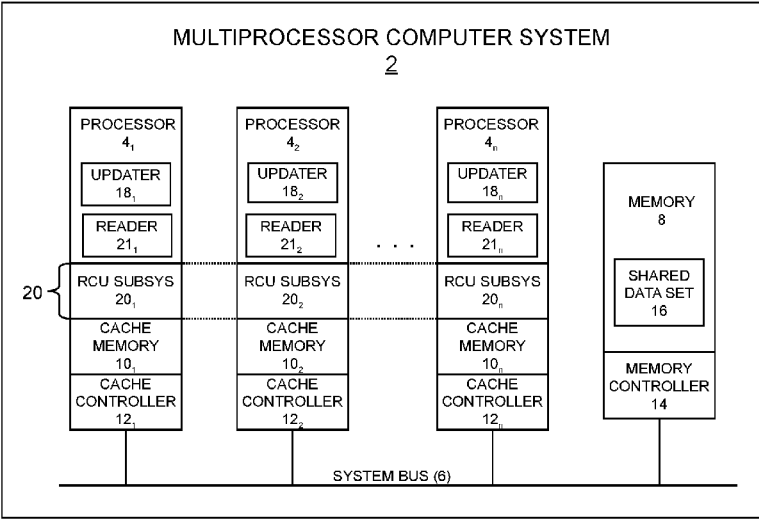 MULTIPROCESSOR COMPUTER SYSTEM
2
PROCESSOR
4₁
UPDATER
18₁
READER
21₁
RCU SUBSYS
20₁
CACHE
MEMORY
10₁
CACHE
CONTROLLER
12₁
PROCESSOR
4₂
UPDATER
18₂
READER
21₂
RCU SUBSYS
20₂
CACHE
MEMORY
10₂
CACHE
CONTROLLER
12₂
. . .
PROCESSOR
4ₙ
UPDATER
18ₙ
READER
21ₙ
RCU SUBSYS
20ₙ
CACHE
MEMORY
10ₙ
CACHE
CONTROLLER
12ₙ
MEMORY
8
SHARED
DATA SET
16
MEMORY
CONTROLLER
14
20
SYSTEM BUS (6)